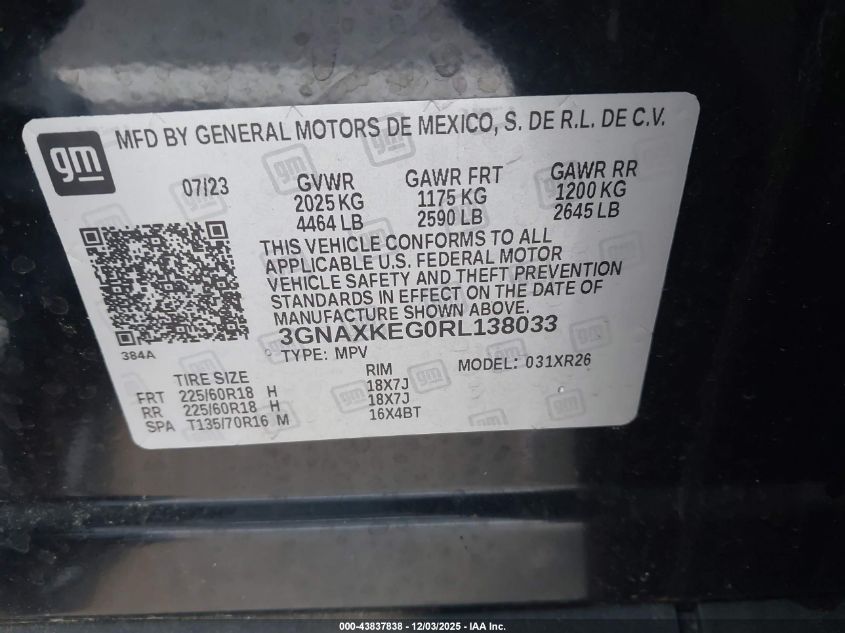 gm
MFD BY GENERAL MOTORS DE MEXICO, S. DE R.L. DE C.V.
07/23 GVWR GAWR FRT GAWR RR
2025 KG 1175 KG 1200 KG
4464 LB 2590 LB 2645 LB
THIS VEHICLE CONFORMS TO ALL
APPLICABLE U.S. FEDERAL MOTOR
VEHICLE SAFETY AND THEFT PREVENTION
STANDARDS IN EFFECT ON THE DATE OF
MANUFACTURE SHOWN ABOVE.
3GNAXKEG0RL138033
384A
TYPE: MPV MODEL: 031XR26
TIRE SIZE RIM
FRT 225/60R18 H 18X7J
RR 225/60R18 H 18X7J
SPA T135/70R16 M 16X4BT
000-43837838 - 12/03/2025 - IAA Inc.